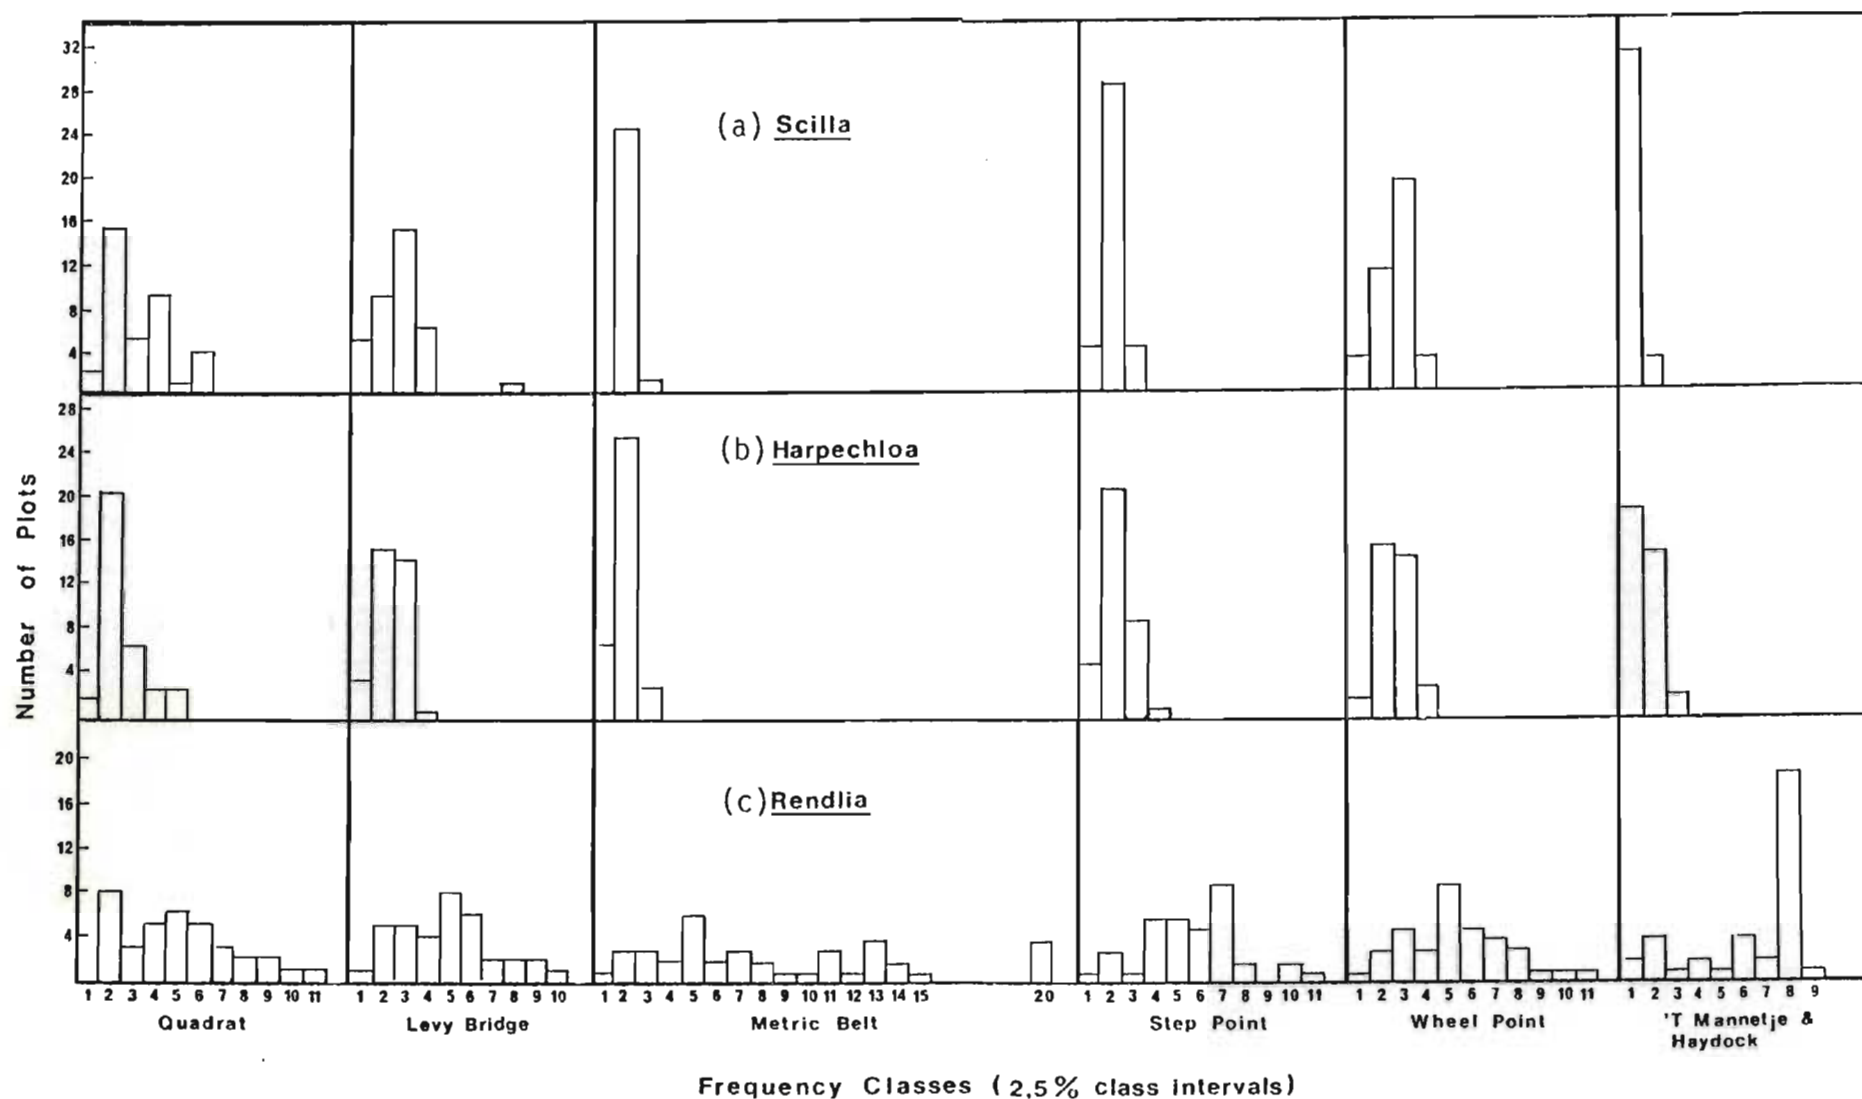 32
28
24
20
16
12
8
4
(a) Scilla
28
24
20
16
12
8
4
(b) Harpechloa
20
16
12
8
4
(c) Rendlia
Number of Plots
1 2 3 4 5 6 7 8 9 10 11
1 2 3 4 5 6 7 8 9 10
1 2 3 4 5 6 7 8 9 10 11 12 13 14 15 20
1 2 3 4 5 6 7 8 9 10 11
1 2 3 4 5 6 7 8 9 10 11
1 2 3 4 5 6 7 8 9
Quadrat
Levy Bridge
Metric Belt
Step Point
Wheel Point
'T Mannetje &
Haydock
Frequency Classes (2,5% class intervals)